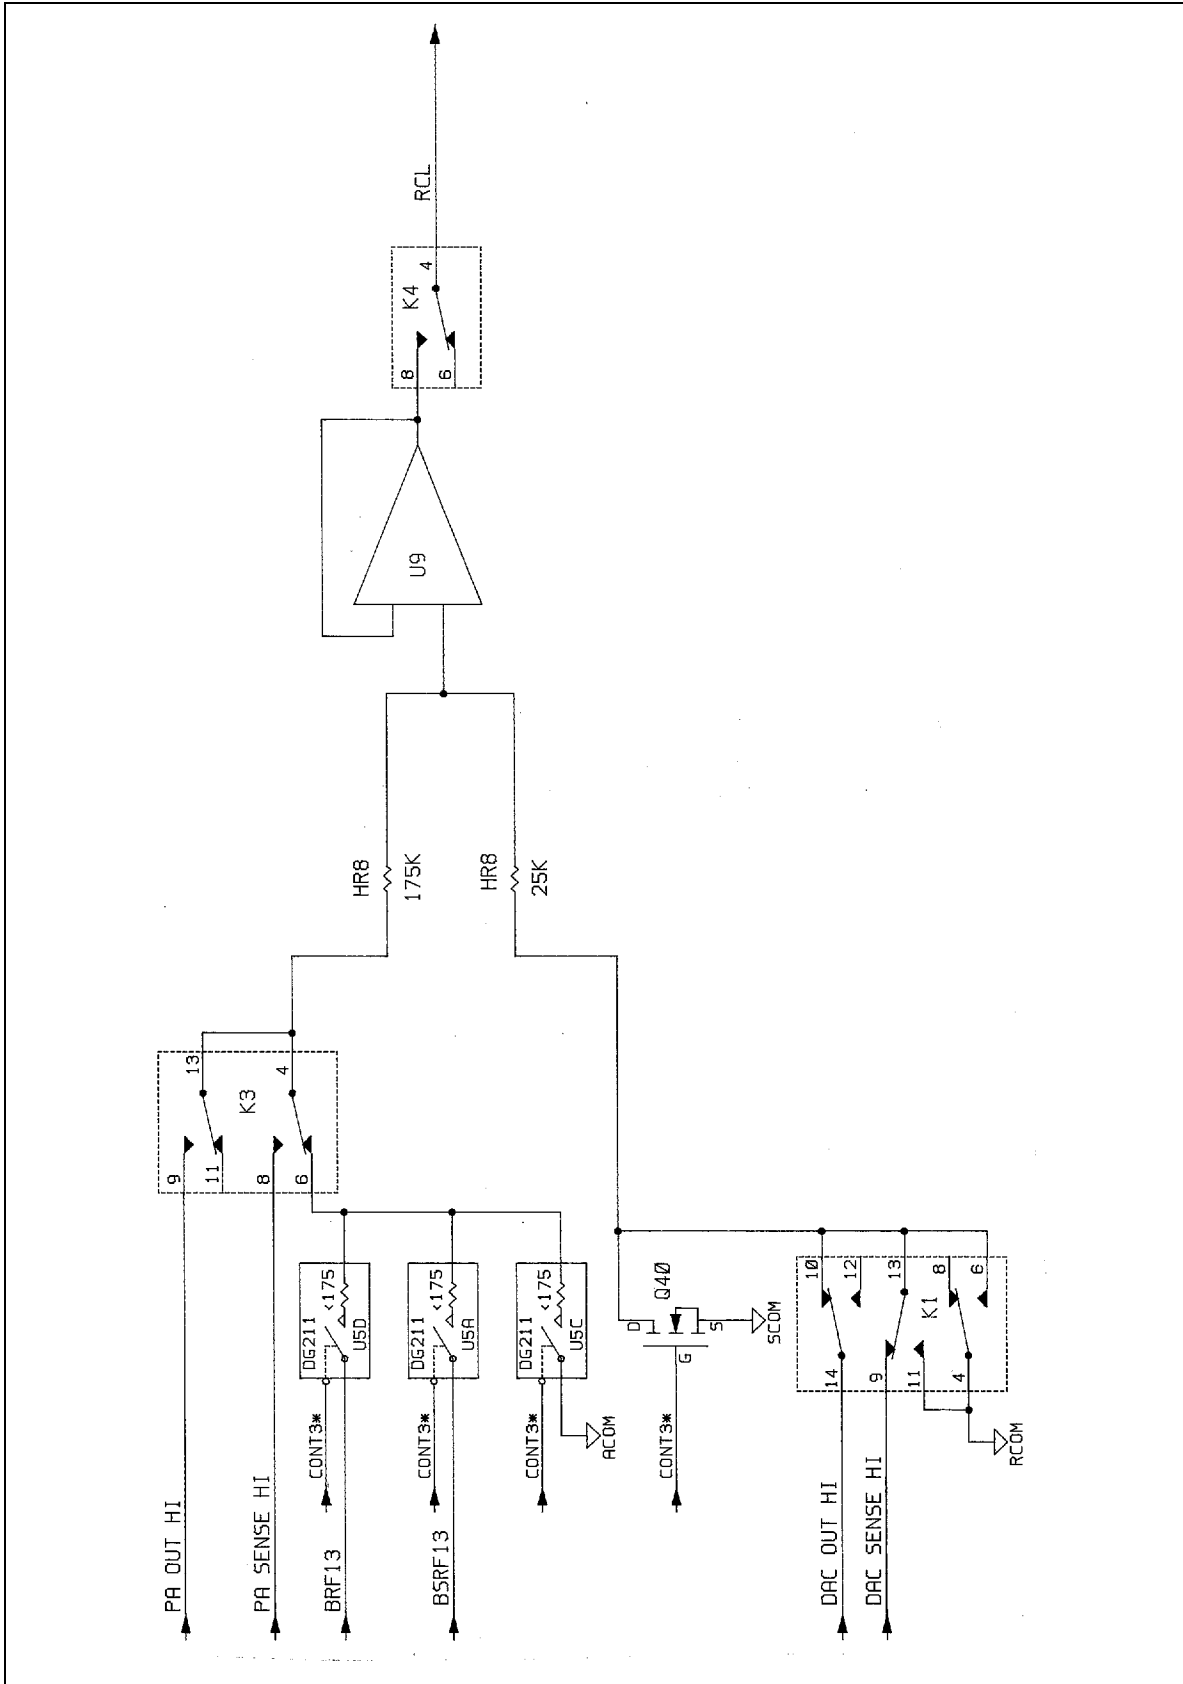 RCL
K4
4
8
6
U9
HR8
175K
HR8
25K
K3
13
4
9
11
8
6
DG211
<175
U5D
DG211
<175
U5A
DG211
<175
U5C
CONT3*
CONT3*
CONT3*
ACOM
PA OUT HI
PA SENSE HI
BRF13
BSRF13
Q40
D
G
S
SCOM
CONT3*
K1
10
12
13
8
6
14
9
11
4
RCOM
DAC OUT HI
DAC SENSE HI